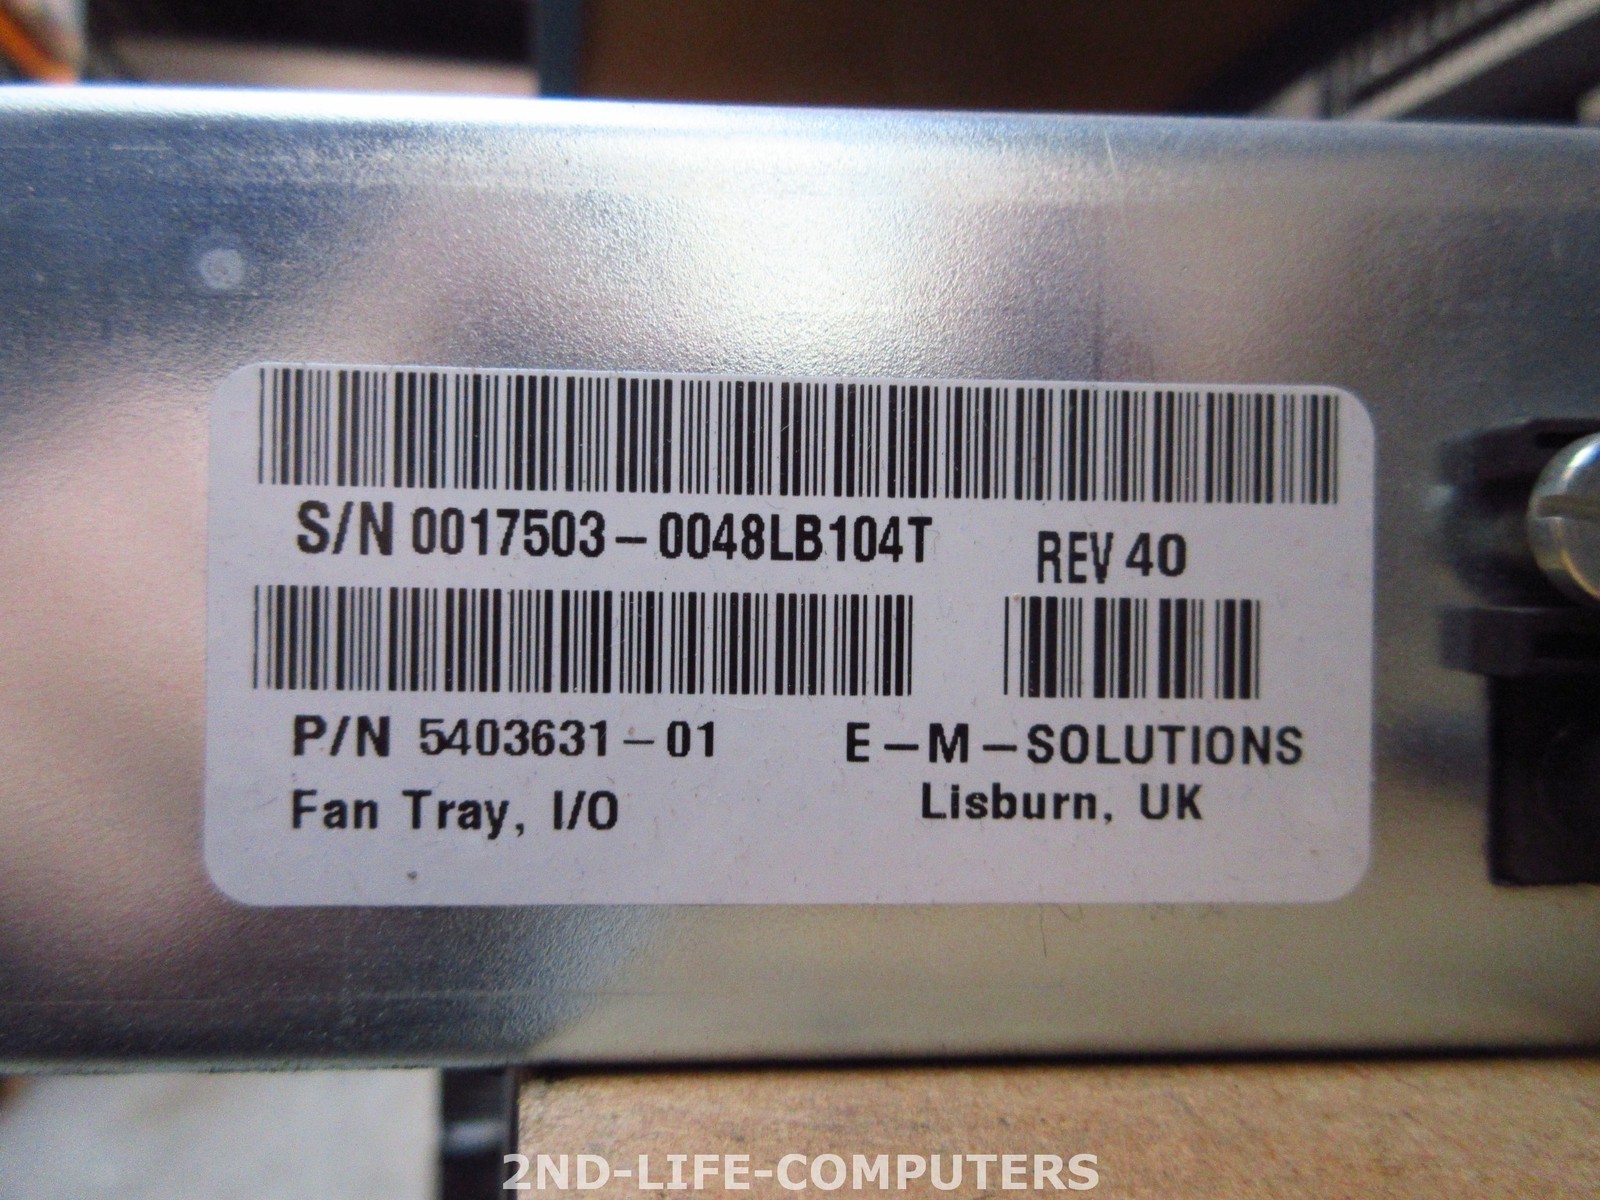 S/N 0017503-0048LB104T REV 40
P/N 5403631-01 E-M-SOLUTIONS
Fan Tray, I/O Lisburn, UK
2ND-LIFE-COMPUTERS